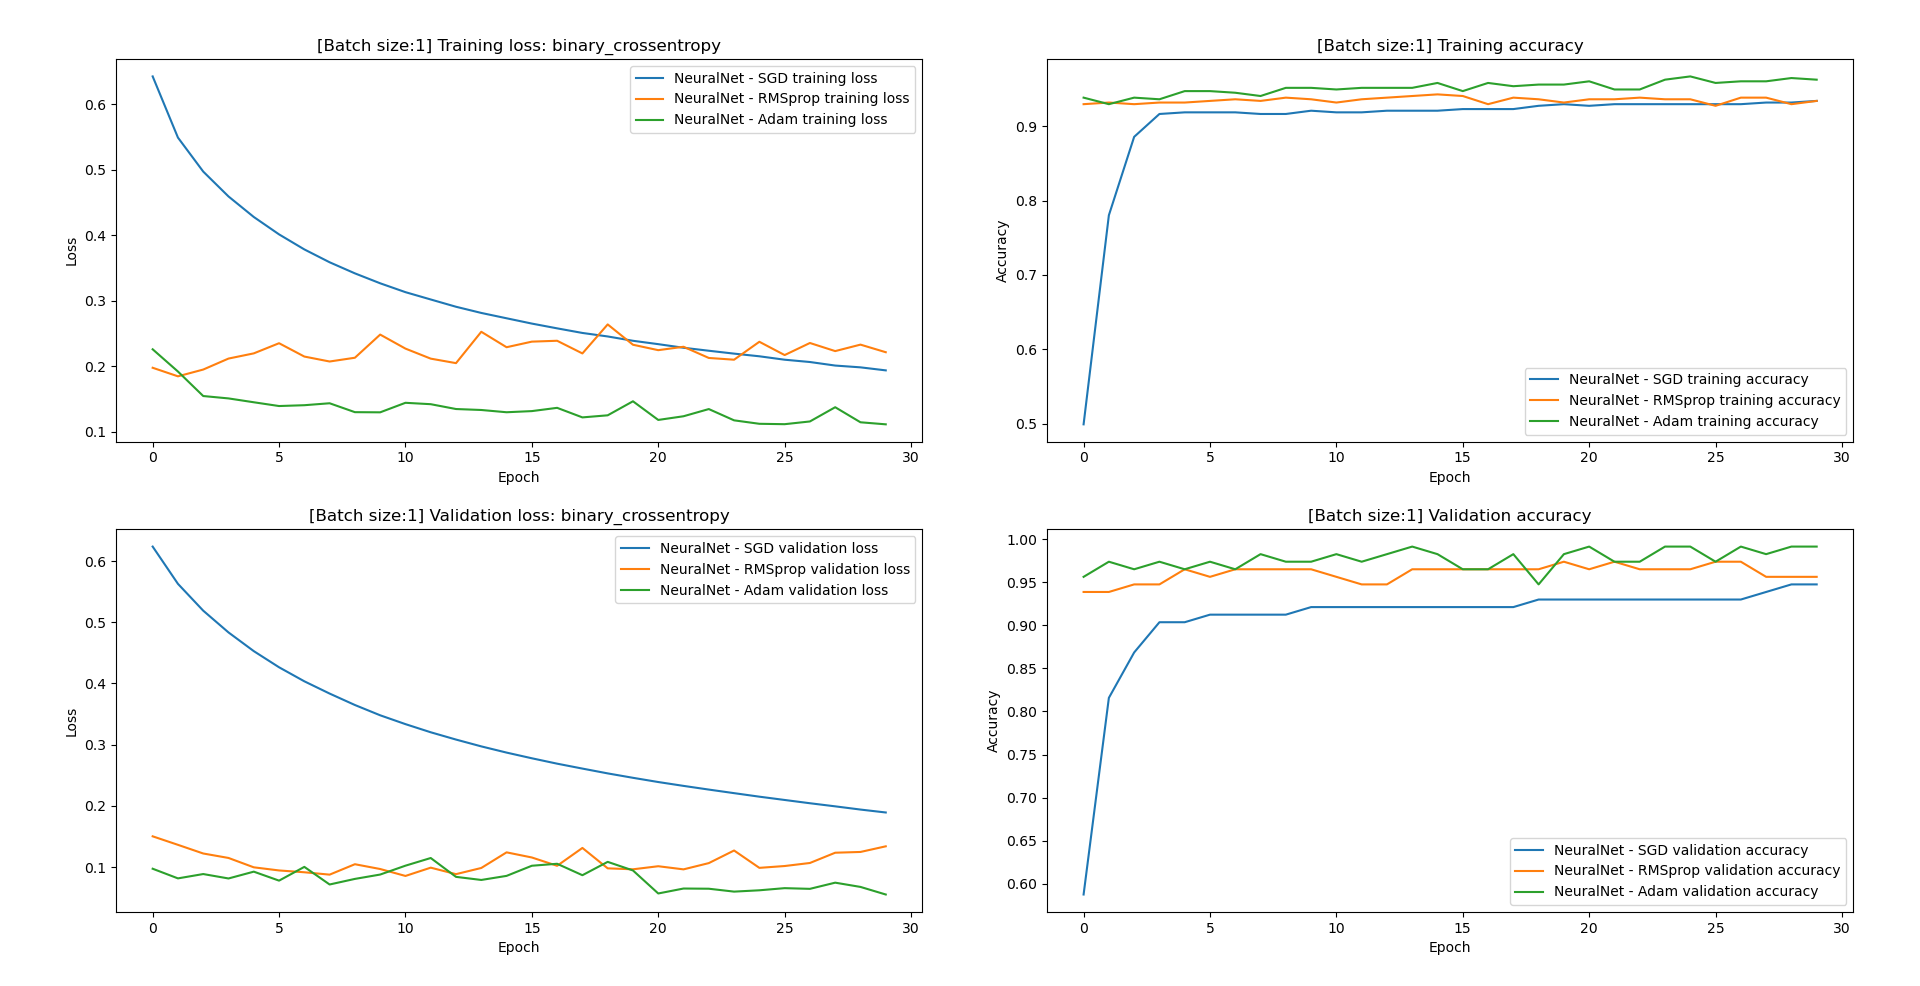 [Batch size:1] Training loss: binary_crossentropy
NeuralNet - SGD training loss
NeuralNet - RMSprop training loss
NeuralNet - Adam training loss
0.6
0.5
0.4
0.3
0.2
0.1
Loss
0 5 10 15 20 25 30
Epoch
[Batch size:1] Training accuracy
0.9
0.8
0.7
0.6
0.5
Accuracy
NeuralNet - SGD training accuracy
NeuralNet - RMSprop training accuracy
NeuralNet - Adam training accuracy
0 5 10 15 20 25 30
Epoch
[Batch size:1] Validation loss: binary_crossentropy
NeuralNet - SGD validation loss
NeuralNet - RMSprop validation loss
NeuralNet - Adam validation loss
0.6
0.5
0.4
0.3
0.2
0.1
Loss
0 5 10 15 20 25 30
Epoch
[Batch size:1] Validation accuracy
1.00
0.95
0.90
0.85
0.80
0.75
0.70
0.65
0.60
Accuracy
NeuralNet - SGD validation accuracy
NeuralNet - RMSprop validation accuracy
NeuralNet - Adam validation accuracy
0 5 10 15 20 25 30
Epoch